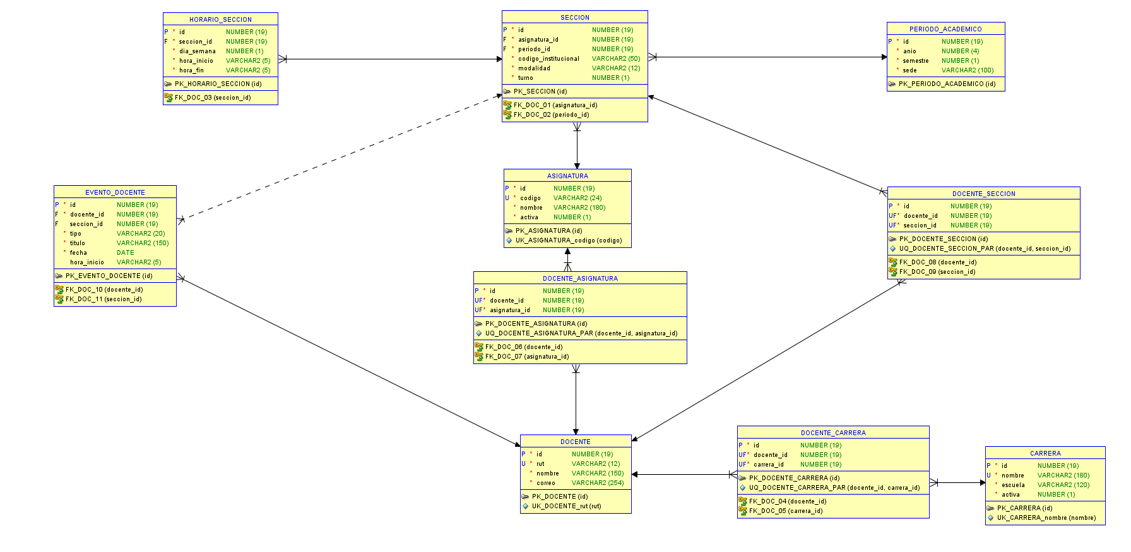 HORARIO_SECCION
P * id NUMBER (19)
F * seccion_id NUMBER (19)
* dia_semana NUMBER (1)
* hora_inicio VARCHAR2 (5)
* hora_fin VARCHAR2 (5)
PK_HORARIO_SECCION (id)
FK_DOC_03 (seccion_id)
SECCION
P * id NUMBER (19)
F * asignatura_id NUMBER (19)
F * periodo_id NUMBER (19)
* codigo_institucional VARCHAR2 (50)
* modalidad VARCHAR2 (12)
* turno NUMBER (1)
PK_SECCION (id)
FK_DOC_01 (asignatura_id)
FK_DOC_02 (periodo_id)
PERIODO_ACADEMICO
P * id NUMBER (19)
* anio NUMBER (4)
* semestre NUMBER (1)
* sede VARCHAR2 (100)
PK_PERIODO_ACADEMICO (id)
EVENTO_DOCENTE
P * id NUMBER (19)
F * docente_id NUMBER (19)
F seccion_id NUMBER (19)
* tipo VARCHAR2 (20)
* titulo VARCHAR2 (150)
* fecha DATE
hora_inicio VARCHAR2 (5)
PK_EVENTO_DOCENTE (id)
FK_DOC_10 (docente_id)
FK_DOC_11 (seccion_id)
ASIGNATURA
P * id NUMBER (19)
U * codigo VARCHAR2 (24)
* nombre VARCHAR2 (180)
* activa NUMBER (1)
PK_ASIGNATURA (id)
UK_ASIGNATURA_codigo (codigo)
DOCENTE_SECCION
P * id NUMBER (19)
UF* docente_id NUMBER (19)
UF* seccion_id NUMBER (19)
PK_DOCENTE_SECCION (id)
UQ_DOCENTE_SECCION_PAR (docente_id, seccion_id)
FK_DOC_08 (docente_id)
FK_DOC_09 (seccion_id)
DOCENTE_ASIGNATURA
P * id NUMBER (19)
UF* docente_id NUMBER (19)
UF* asignatura_id NUMBER (19)
PK_DOCENTE_ASIGNATURA (id)
UQ_DOCENTE_ASIGNATURA_PAR (docente_id, asignatura_id)
FK_DOC_06 (docente_id)
FK_DOC_07 (asignatura_id)
DOCENTE
P * id NUMBER (19)
U * rut VARCHAR2 (12)
* nombre VARCHAR2 (150)
* correo VARCHAR2 (254)
PK_DOCENTE (id)
UK_DOCENTE_rut (rut)
DOCENTE_CARRERA
P * id NUMBER (19)
UF* docente_id NUMBER (19)
UF* carrera_id NUMBER (19)
PK_DOCENTE_CARRERA (id)
UQ_DOCENTE_CARRERA_PAR (docente_id, carrera_id)
FK_DOC_04 (docente_id)
FK_DOC_05 (carrera_id)
CARRERA
P * id NUMBER (19)
U * nombre VARCHAR2 (180)
* escuela VARCHAR2 (120)
* activa NUMBER (1)
PK_CARRERA (id)
UK_CARRERA_nombre (nombre)